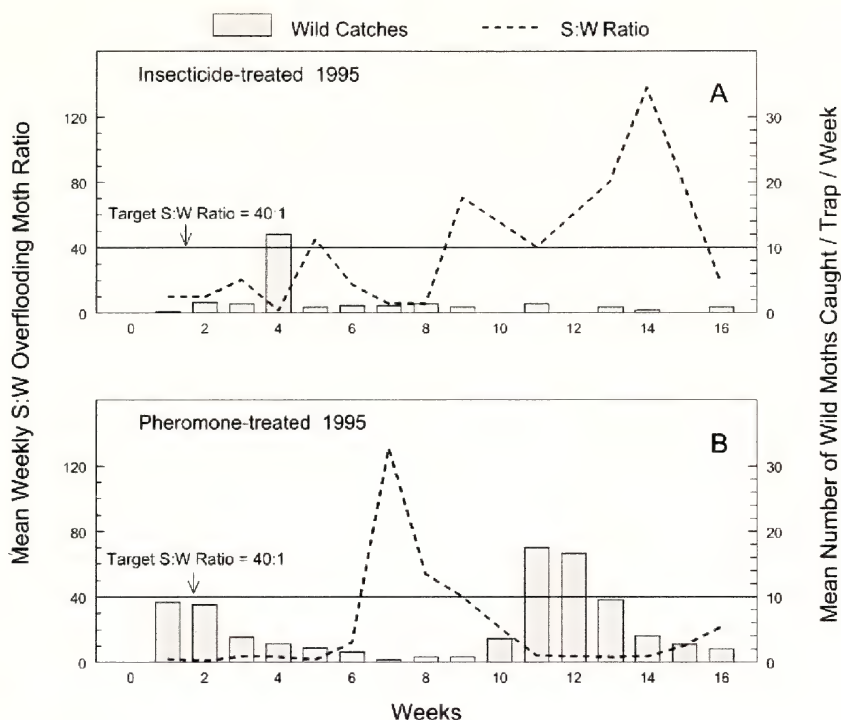 Wild Catches
S:W Ratio
Mean Weekly S:W Overflooding Moth Ratio
Mean Number of Wild Moths Caught / Trap / Week
Insecticide-treated 1995
A
Target S:W Ratio = 40:1
120
80
40
0
30
20
10
0
0 2 4 6 8 10 12 14 16
Pheromone-treated 1995
B
Target S:W Ratio = 40:1
120
80
40
0
30
20
10
0
0 2 4 6 8 10 12 14 16
Weeks